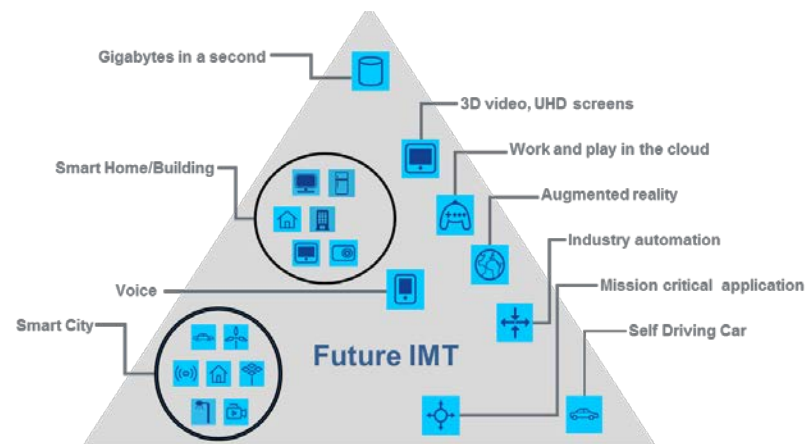 Gigabytes in a second
3D video, UHD screens
Work and play in the cloud
Smart Home/Building
Augmented reality
Industry automation
Voice
Mission critical application
Smart City
Self Driving Car
Future IMT